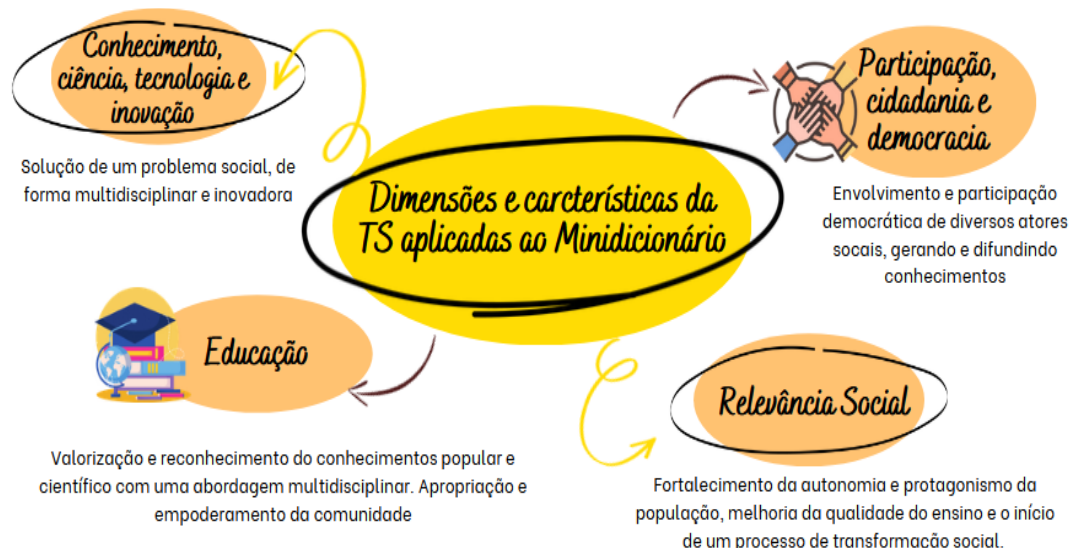 Conhecimento,
ciência, tecnologia e
inovação
Solução de um problema social, de
forma multidisciplinar e inovadora
Participação,
cidadania e
democracia
Envolvimento e participação
democrática de diversos atores
socais, gerando e difundindo
conhecimentos
Dimensões e carcterísticas da
TS aplicadas ao Minidicionário
Educação
Valorização e reconhecimento do conhecimentos popular e
científico com uma abordagem multidisciplinar. Apropriação e
empoderamento da comunidade
Relevância Social
Fortalecimento da autonomia e protagonismo da
população, melhoria da qualidade do ensino e o início
de um processo de transformação social.